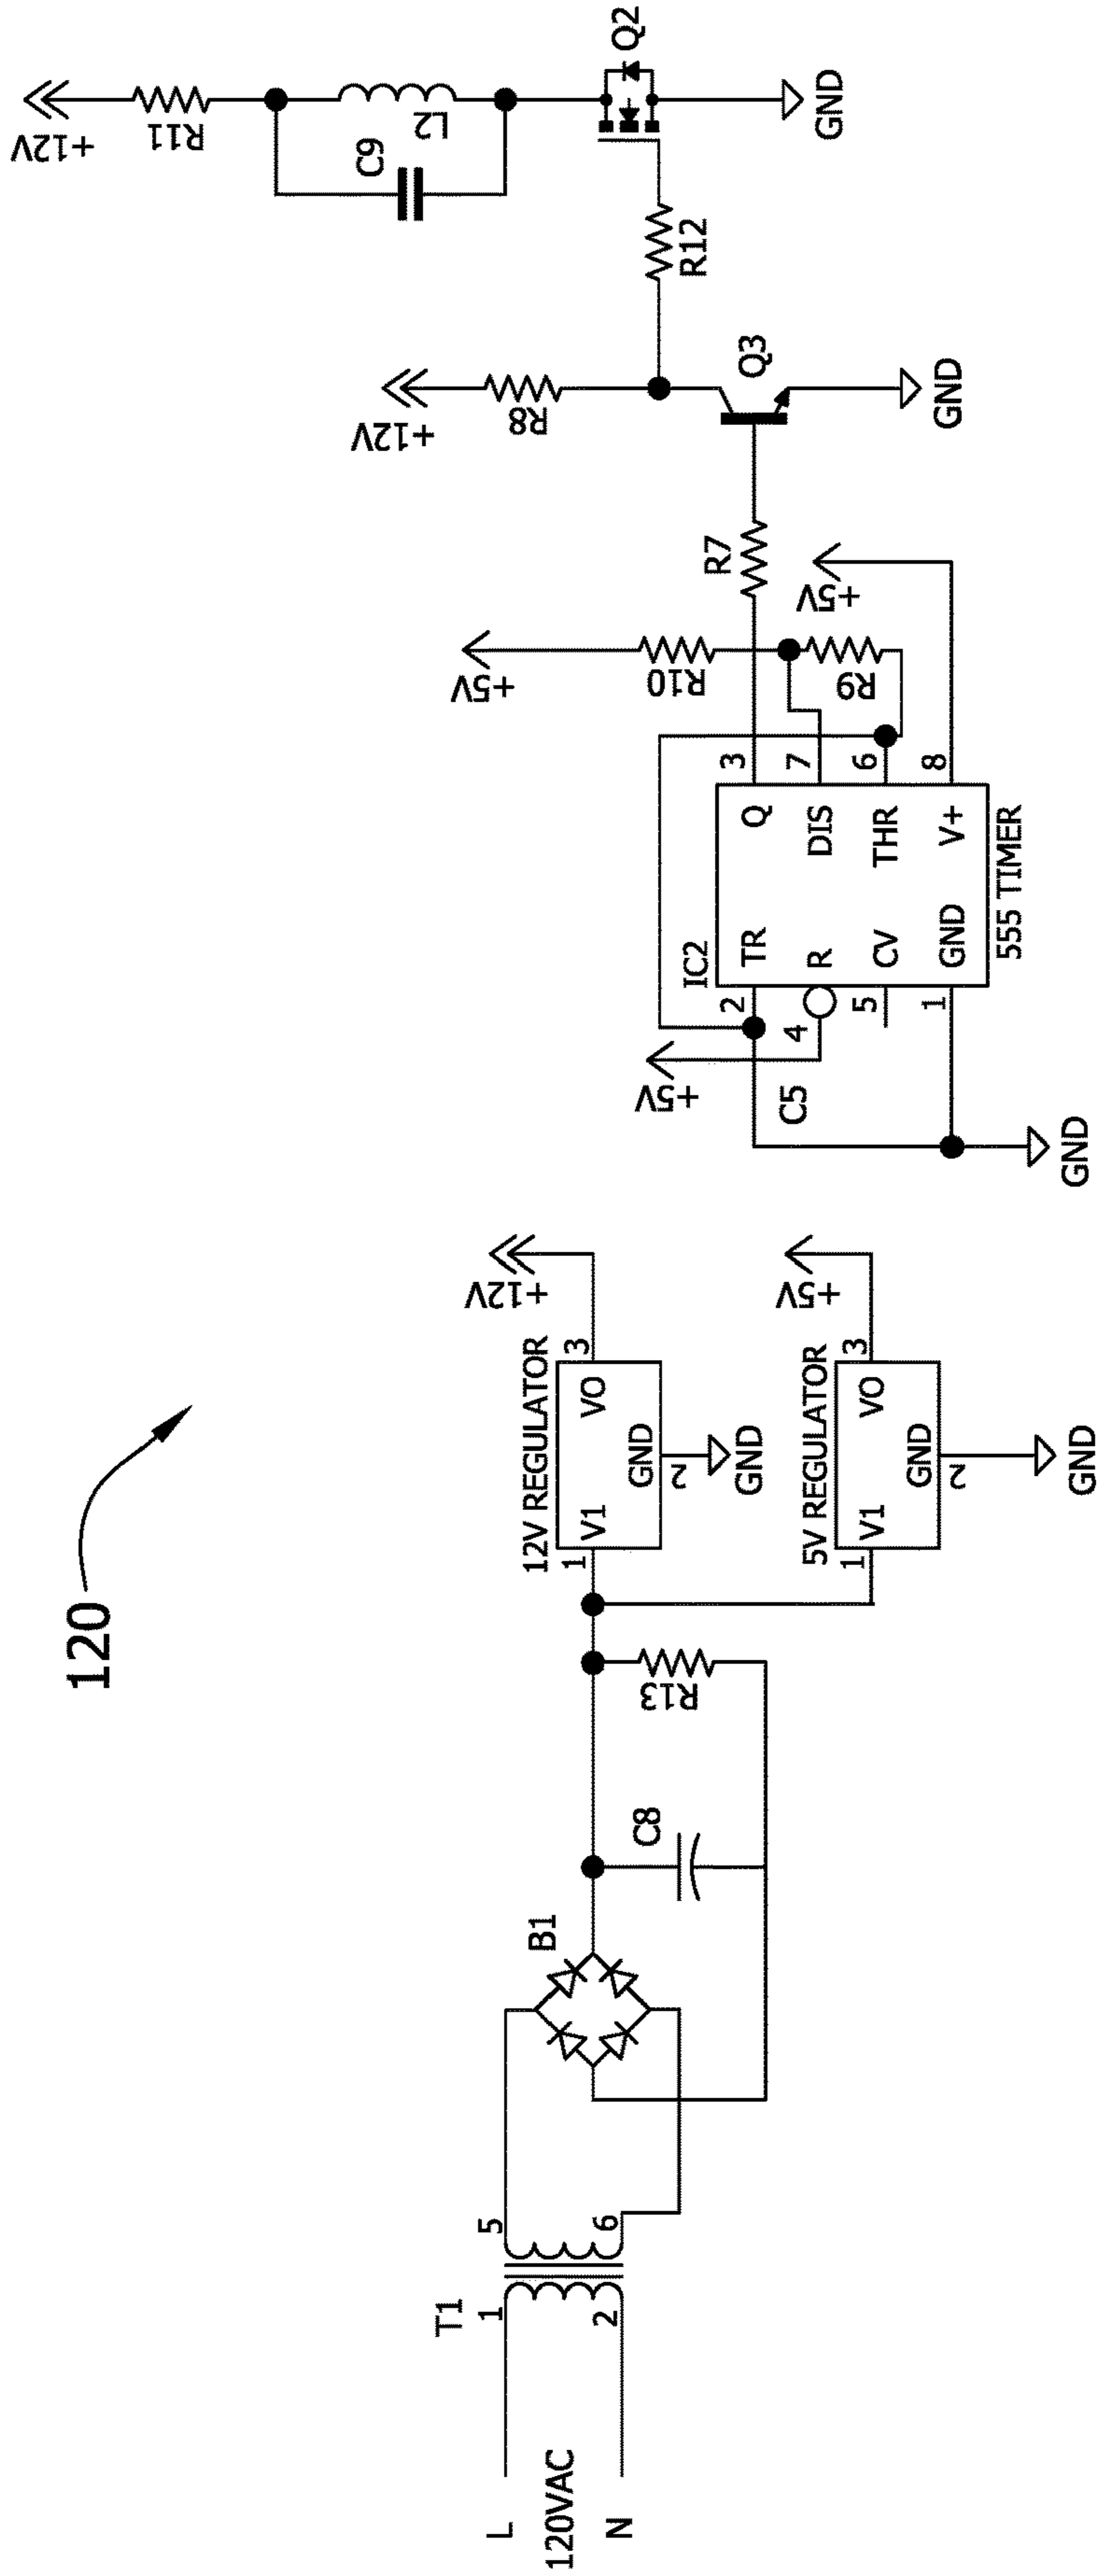 120
L
120VAC
N
T1
1
2
5
6
B1
C8
R13
12V REGULATOR
1
V1
VO
3
GND
2
GND
+12V
5V REGULATOR
1
V1
VO
3
GND
2
GND
+5V
GND
C5
+5V
IC2
2
TR
4
R
5
CV
1
GND
Q
3
DIS
7
THR
6
V+
8
555 TIMER
+5V
R10
R9
+5V
R7
+12V
R8
Q3
GND
R12
+12V
R11
C9
L2
Q2
GND